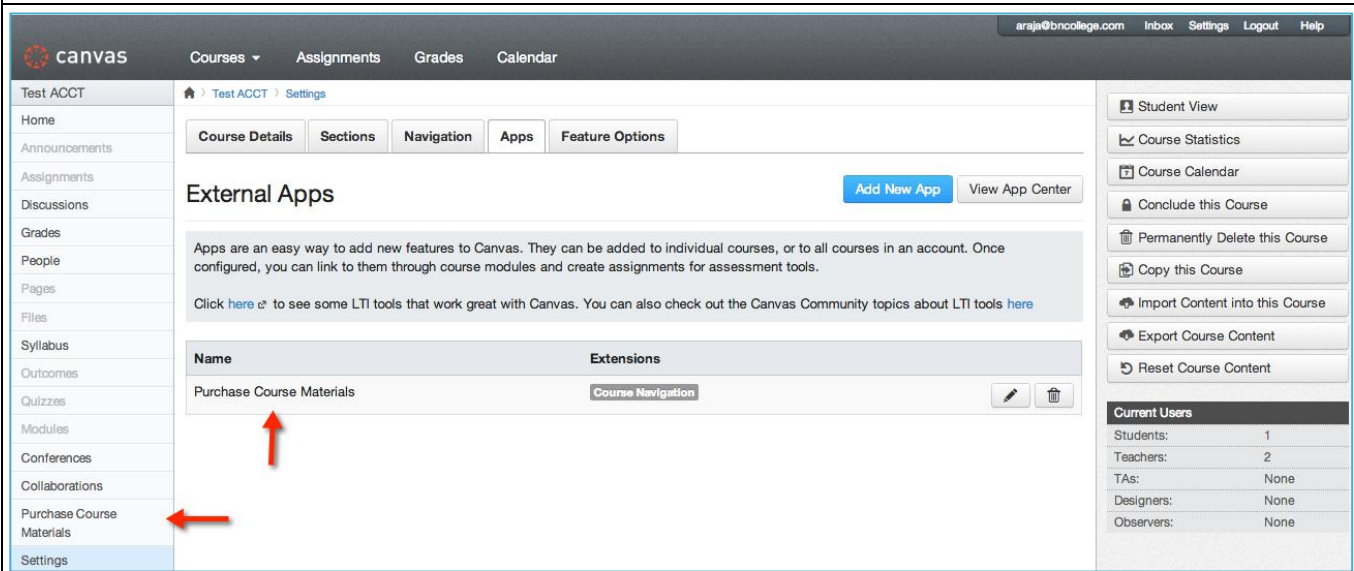 araja@bncollege.com Inbox Settings Logout Help
canvas Courses Assignments Grades Calendar
Test ACCT
Home
Announcements
Assignments
Discussions
Grades
People
Pages
Files
Syllabus
Outcomes
Quizzes
Modules
Conferences
Collaborations
Purchase Course
Materials
Settings
Test ACCT Settings
Course Details Sections Navigation Apps Feature Options
External Apps
Add New App View App Center
Apps are an easy way to add new features to Canvas. They can be added to individual courses, or to all courses in an account. Once
configured, you can link to them through course modules and create assignments for assessment tools.
Click here to see some LTI tools that work great with Canvas. You can also check out the Canvas Community topics about LTI tools here
Name Extensions
Purchase Course Materials Course Navigation
Student View
Course Statistics
Course Calendar
Conclude this Course
Permanently Delete this Course
Copy this Course
Import Content into this Course
Export Course Content
Reset Course Content
Current Users
Students: 1
Teachers: 2
TAs: None
Designers: None
Observers: None